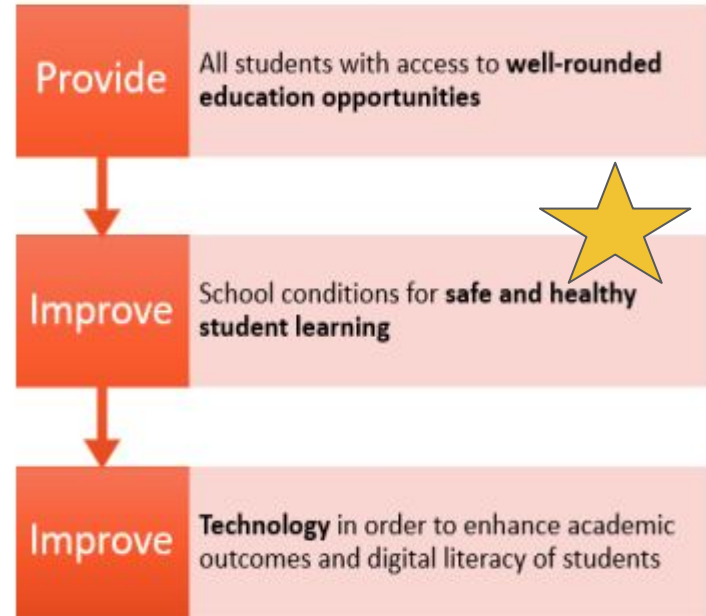 Provide
All students with access to well-rounded
education opportunities
Improve
School conditions for safe and healthy
student learning
Improve
Technology in order to enhance academic
outcomes and digital literacy of students